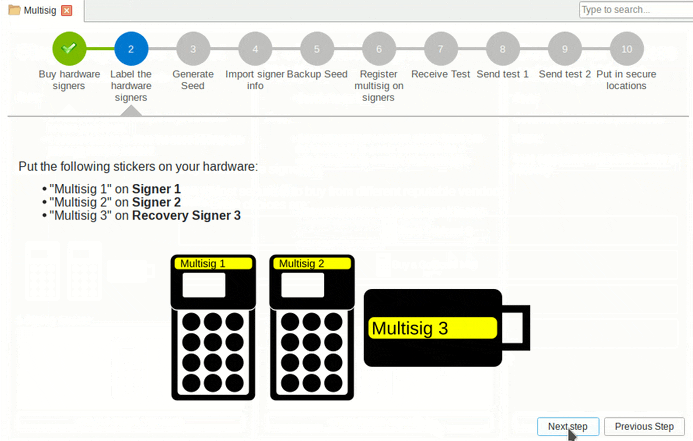 Multisig
Type to search...
2 3 4 5 6 7 8 9 10
Buy hardware signers
Label the hardware signers
Generate Seed
Import signer info
Backup Seed
Register multisig on signers
Receive Test
Send test 1
Send test 2
Put in secure locations
Put the following stickers on your hardware:
• "Multisig 1" on Signer 1
• "Multisig 2" on Signer 2
• "Multisig 3" on Recovery Signer 3
Multisig 1
Multisig 2
Multisig 3
Next step
Previous Step